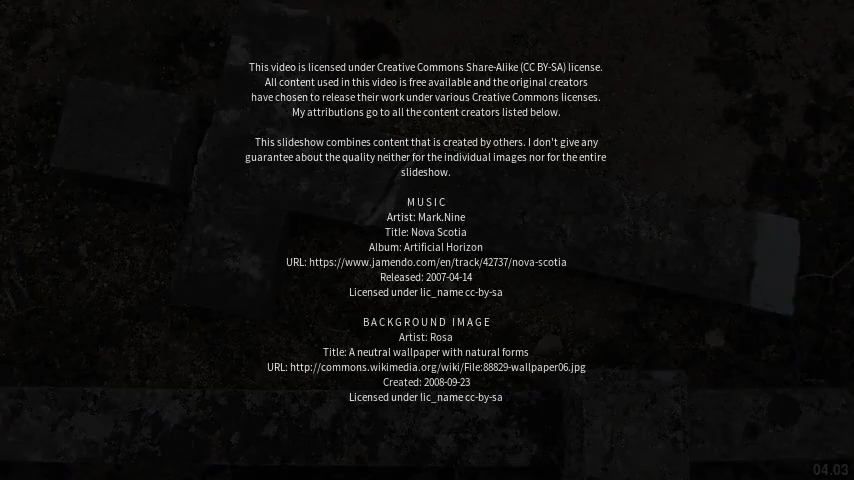 This video is licensed under Creative Commons Share-Alike (CC BY-SA) license.
All content used in this video is free available and the original creators
have chosen to release their work under various Creative Commons licenses.
My attributions go to all the content creators listed below.
This slideshow combines content that is created by others. I don't give any
guarantee about the quality neither for the individual images nor for the entire
slideshow.
MUSIC
Artist: Mark.Nine
Title: Nova Scotia
Album: Artificial Horizon
URL: https://www.jamendo.com/en/track/42737/nova-scotia
Released: 2007-04-14
Licensed under lic_name cc-by-sa
BACKGROUND IMAGE
Artist: Rosa
Title: A neutral wallpaper with natural forms
URL: http://commons.wikimedia.org/wiki/File:88829-wallpaper06.jpg
Created: 2008-09-23
Licensed under lic_name cc-by-sa
04.03